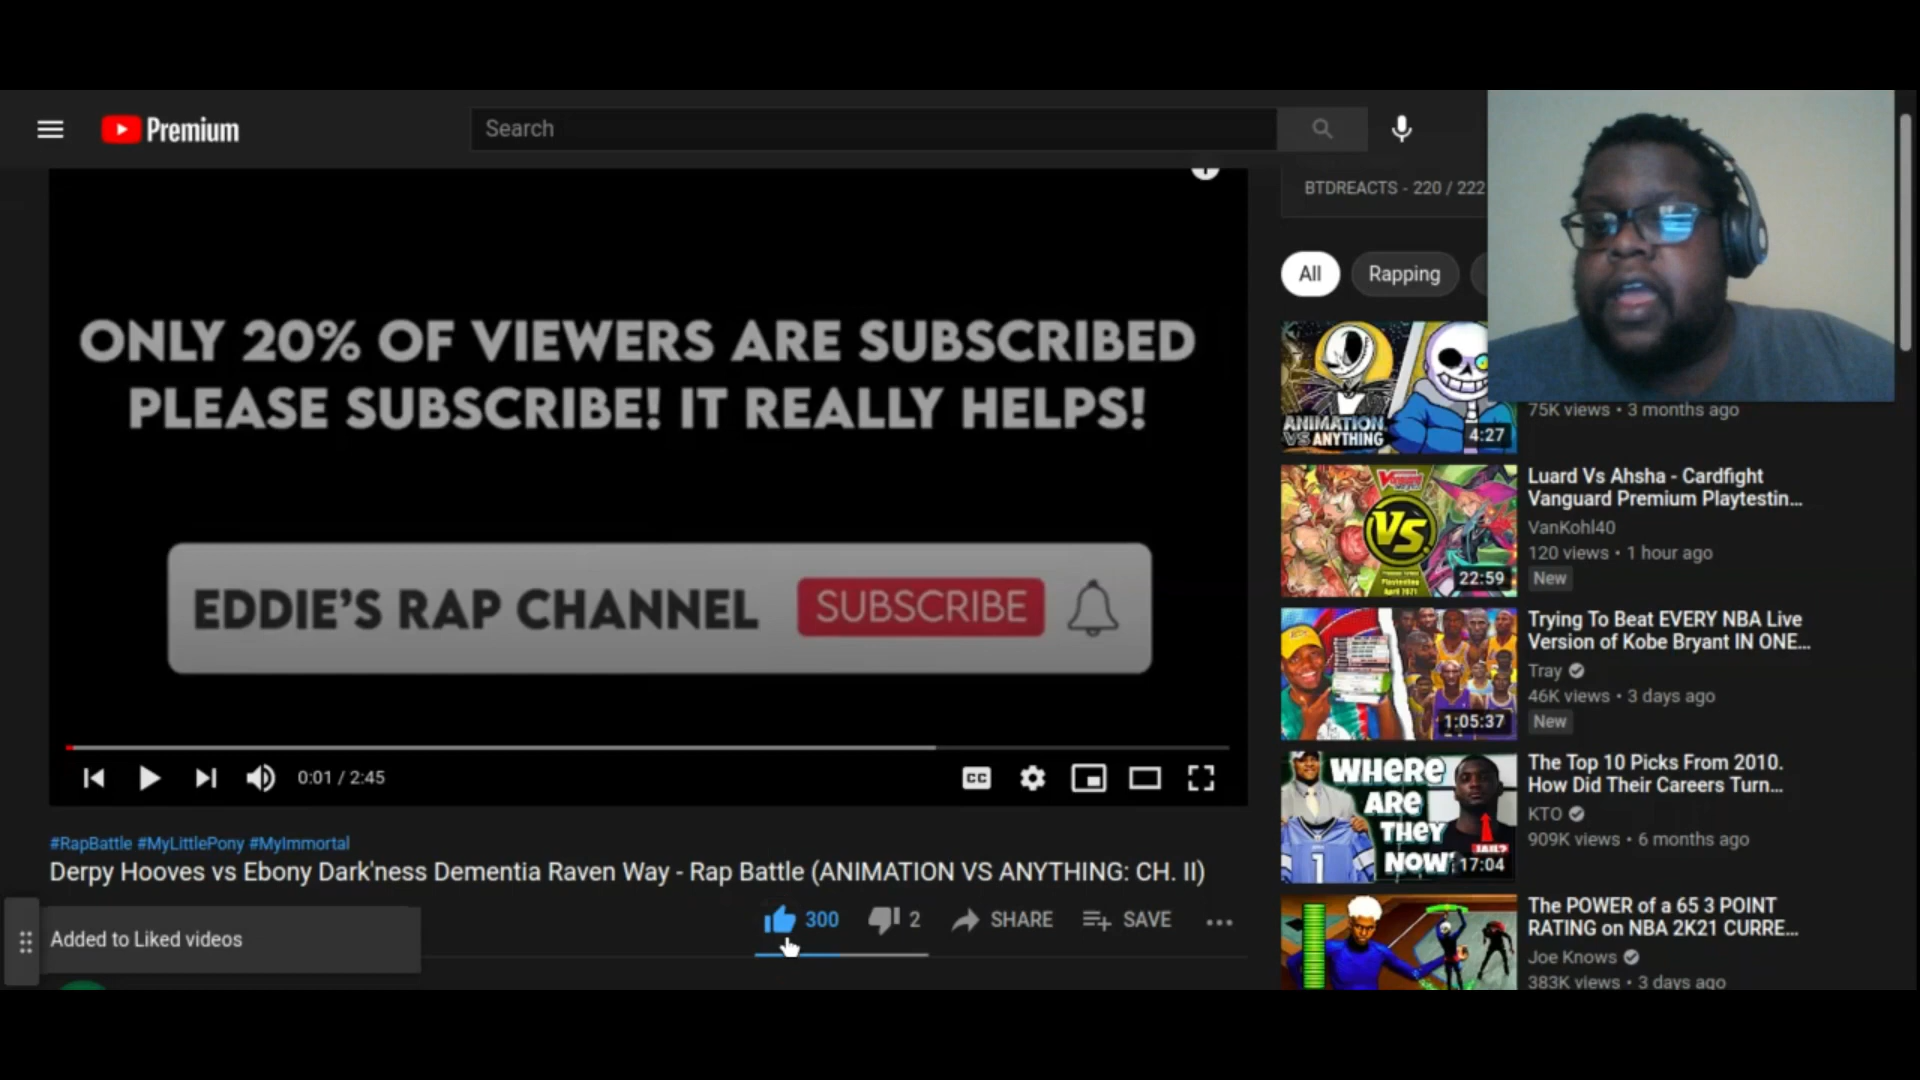 Premium
Search
BTDREACTS - 220 / 222
All
Rapping
ONLY 20% OF VIEWERS ARE SUBSCRIBED
PLEASE SUBSCRIBE! IT REALLY HELPS!
EDDIE'S RAP CHANNEL
SUBSCRIBE
0:01 / 2:45
CC
#RapBattle #MyLittlePony #MyImmortal
Derpy Hooves vs Ebony Dark'ness Dementia Raven Way - Rap Battle (ANIMATION VS ANYTHING: CH. II)
300
2
SHARE
SAVE
Added to Liked videos
ANIMATION
VS ANYTHING
4:27
75K views • 3 months ago
Vanguard
VS
22:59
Luard Vs Ahsha - Cardfight
Vanguard Premium Playtestin...
VanKohl40
120 views • 1 hour ago
New
1:05:37
Trying To Beat EVERY NBA Live
Version of Kobe Bryant IN ONE...
Tray
46K views • 3 days ago
New
WHERE
ARE
THEY
NOW?
JAIL?
1
17:04
The Top 10 Picks From 2010.
How Did Their Careers Turn...
KTO
909K views • 6 months ago
The POWER of a 65 3 POINT
RATING on NBA 2K21 CURRE...
Joe Knows
383K views • 3 days ago